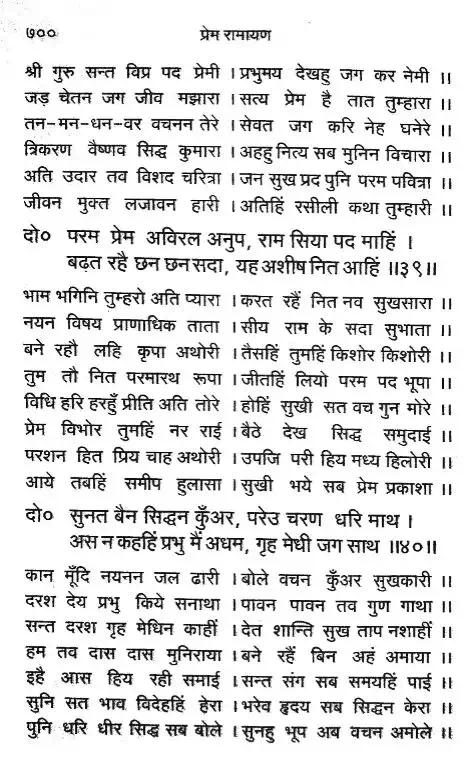 ७०० प्रेम रामायण
श्री गुरु सन्त विप्र पद प्रेमी । प्रभुमय देखहु जग कर नेमी ।।
जड़ चेतन जग जीव मझारा । सत्य प्रेम है तात तुम्हारा ।।
तन-मन-धन-वर वचनन तेरे । सेवत जग करि नेह घनेरे ।।
त्रिकरण वैष्णव सिद्ध कुमारा । अहहु नित्य सब मुनिन विचारा ।।
अति उदार तव विशद चरित्रा । जन सुख प्रद पुनि परम पवित्रा ।।
जीवन मुक्त लजावन हारी । अतिहिं रसीली कथा तुम्हारी ।।
दो० परम प्रेम अविरल अनुप, राम सिया पद माहिं ।
बढ़त रहै छन छन सदा, यह अशीष नित आहिं ।।३९।।
भाम भगिनि तुम्हरो अति प्यारा । करत रहैं नित नव सुखसारा ।।
नयन विषय प्राणाधिक ताता । सीय राम के सदा सुभाता ।।
बने रहौ लहि कृपा अथोरी । तैसहिं तुमहिं किशोर किशोरी ।।
तुम तौ नित परमारथ रूपा । जीतहिं लियो परम पद भूपा ।।
विधि हरि हरहुँ प्रीति अति तोरे । होहिं सुखी सत वच गुन मोरे ।।
प्रेम विभोर तुमहिं नर राई । बैठे देख सिद्ध समुदाई ।।
परशन हित प्रिय चाह अथोरी । उपजि परी हिय मध्य हिलोरी ।।
आये तबहिं समीप हुलासा । सुखी भये सब प्रेम प्रकाशा ।।
दो० सुनत बैन सिद्धन कुँअर, परेउ चरण धरि माथ ।
अस न कहहिं प्रभु मैं अधम, गृह मेधी जग साथ ।।४०।।
कान मूँदि नयनन जल ढारी । बोले वचन कुँअर सुखकारी ।।
दरश देय प्रभु किये सनाथा । पावन पावन तव गुण गाथा ।।
सन्त दरश गृह मेधिन काहीं । देत शान्ति सुख ताप नशाहीं ।।
हम तव दास दास मुनिराया । बने रहैं बिन अहं अमाया ।।
इहै आस हिय रही समाई । सन्त संग सब समयहिं पाई ।।
सुनि सत भाव विदेहहिं हेरा । भरेव हृदय सब सिद्धन केरा ।।
पुनि धरि धीर सिद्ध सब बोले । सुनहु भूप अब वचन अमोले ।।